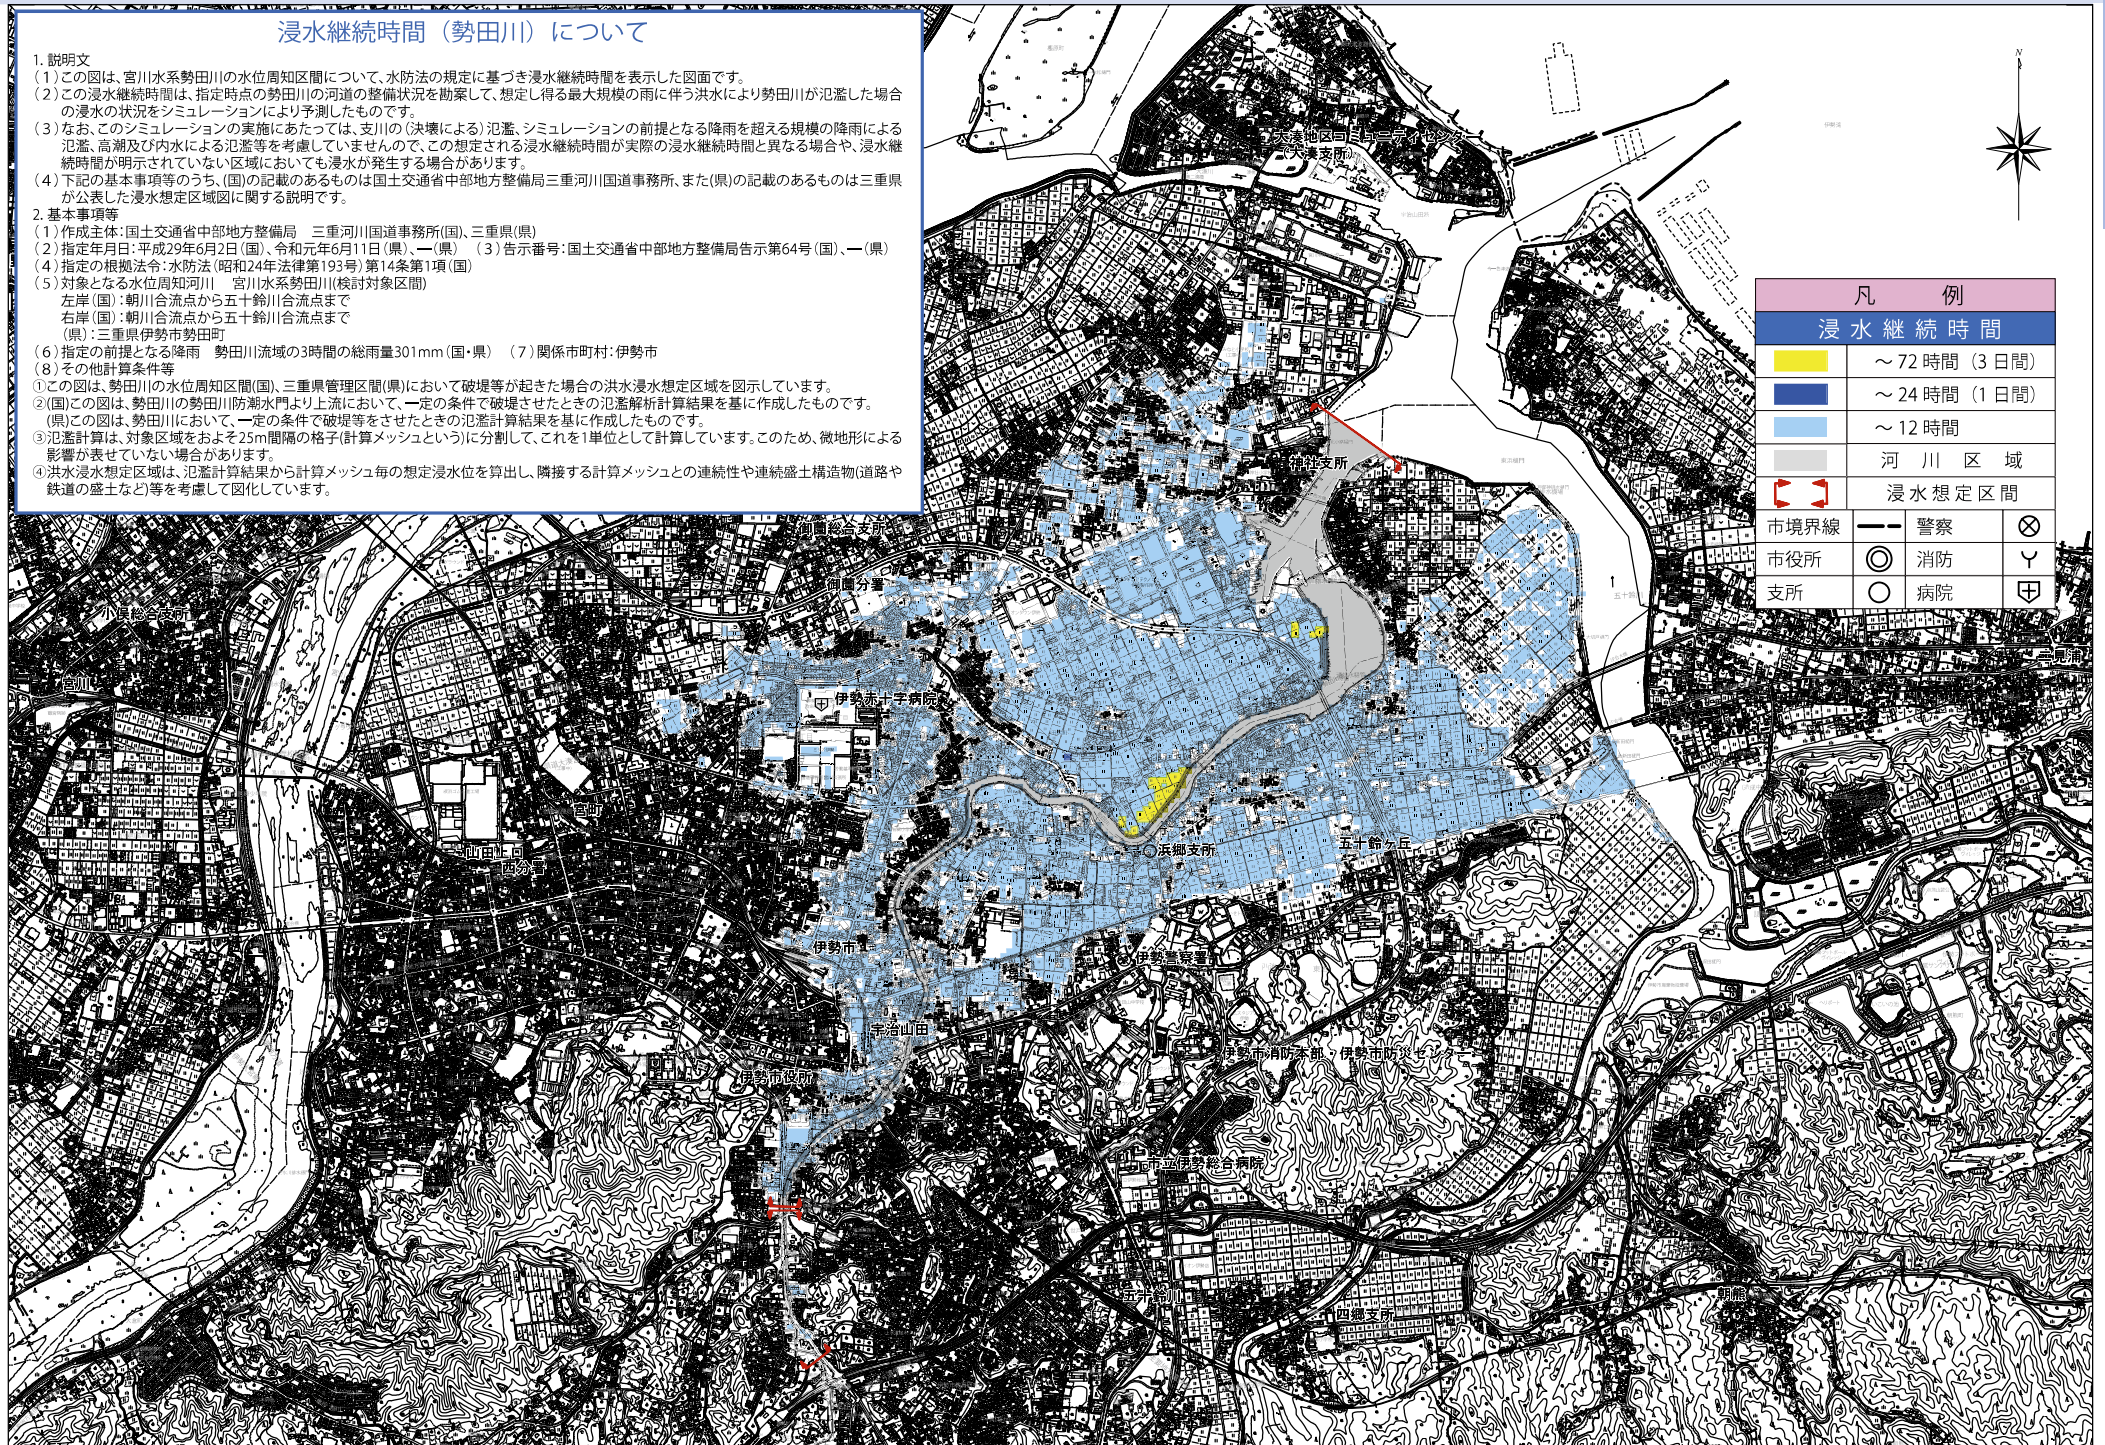 浸水継続時間（勢田川）について
1. 説明文
（1）この図は、宮川水系勢田川の水位周知区間について、水防法の規定に基づき浸水継続時間を表示した図面です。
（2）この浸水継続時間は、指定時点の勢田川の河道の整備状況を勘案して、想定し得る最大規模の雨に伴う洪水により勢田川が氾濫した場合
の浸水の状況をシミュレーションにより予測したものです。
（3）なお、このシミュレーションの実施にあたっては、支川の（決壊による）氾濫、シミュレーションの前提となる降雨を超える規模の降雨による
氾濫、高潮及び内水による氾濫等を考慮していませんので、この想定される浸水継続時間が実際の浸水継続時間と異なる場合や、浸水継
続時間が明示されていない区域においても浸水が発生する場合があります。
（4）下記の基本事項等のうち、(国)の記載のあるものは国土交通省中部地方整備局三重河川国道事務所、また(県)の記載のあるものは三重県
が公表した浸水想定区域図に関する説明です。
2. 基本事項等
（1）作成主体：国土交通省中部地方整備局　三重河川国道事務所(国)、三重県(県)
（2）指定年月日：平成29年6月2日（国）、令和元年6月11日（県）、ー（県）　（3）告示番号：国土交通省中部地方整備局告示第64号（国）、ー（県）
（4）指定の根拠法令：水防法（昭和24年法律第193号）第14条第1項（国）
（5）対象となる水位周知河川　宮川水系勢田川(検討対象区間)
左岸（国）：朝川合流点から五十鈴川合流点まで
右岸（国）：朝川合流点から五十鈴川合流点まで
（県）：三重県伊勢市勢田町
（6）指定の前提となる降雨　勢田川流域の3時間の総雨量301mm（国・県）　（7）関係市町村：伊勢市
（8）その他計算条件等
①この図は、勢田川の水位周知区間(国)、三重県管理区間(県)において破堤等が起きた場合の洪水浸水想定区域を図示しています。
②(国)この図は、勢田川の勢田川防潮水門より上流において、一定の条件で破堤させたときの氾濫解析計算結果を基に作成したものです。
(県)この図は、勢田川において、一定の条件で破堤等をさせたときの氾濫計算結果を基に作成したものです。
③氾濫計算は、対象区域をおよそ25m間隔の格子(計算メッシュという)に分割して、これを1単位として計算しています。このため、微地形による
影響が表せていない場合があります。
④洪水浸水想定区域は、氾濫計算結果から計算メッシュ毎の想定浸水位を算出し、隣接する計算メッシュとの連続性や連続盛土構造物(道路や
鉄道の盛土など)等を考慮して図化しています。
N
凡　例
浸水継続時間
～72時間（3日間）
～24時間（1日間）
～12時間
河川区域
浸水想定区間
市境界線　警察
市役所　消防
支所　病院
大湊地区コミュニティセンター
（大湊支所）
神社支所
御薗総合支所
御薗分署
小俣総合支所
宮川
二見浦
伊勢赤十字病院
宮町
山田上口
西分署
浜郷支所
五十鈴ヶ丘
伊勢市
伊勢警察署
宇治山田
伊勢市消防本部・伊勢市防災センター
伊勢市役所
市立伊勢総合病院
五十鈴川
四郷支所
朝熊